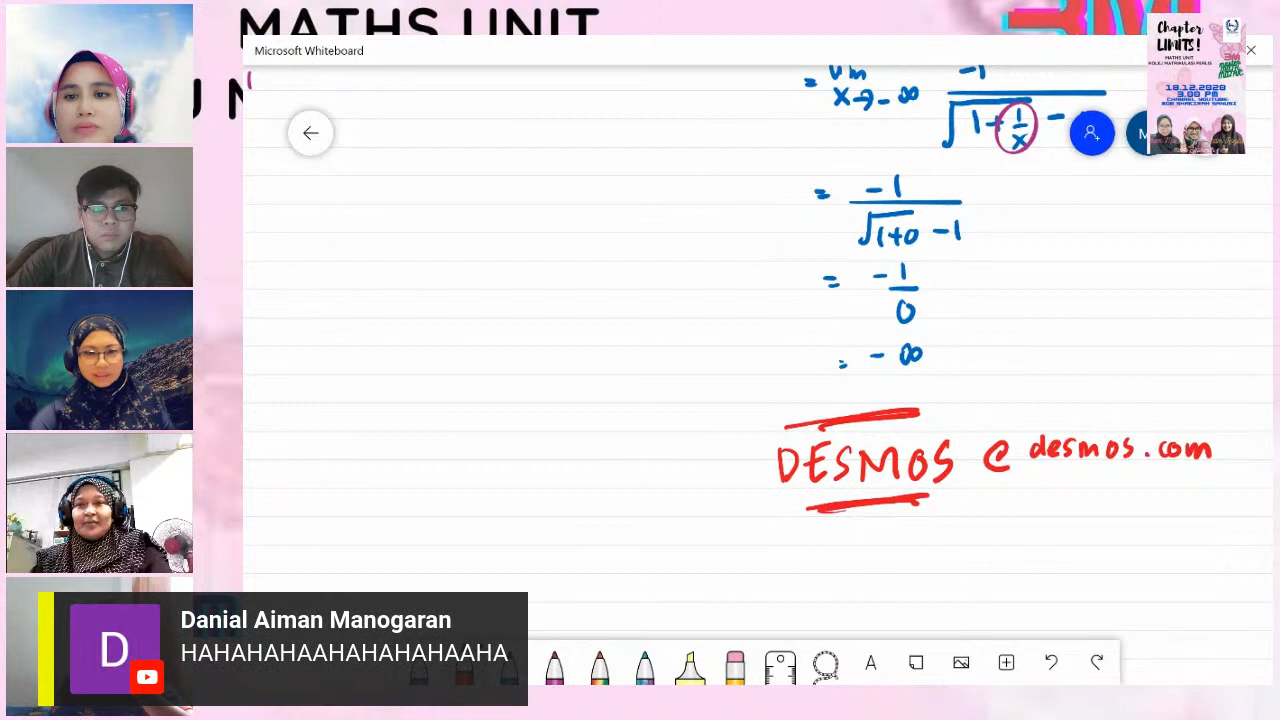 MATHS UNIT
Microsoft Whiteboard
Chapter
LIMITS!
MATHS UNIT
18.12.2020
3.00 PM
= lim x→-∞ -1
√1+1/x -
= -1
√1+0 -1
= -1
0
= -∞
DESMOS @ desmos.com
D
Danial Aiman Manogaran
HAHAHAHAAHAHAHAHAAHA
A